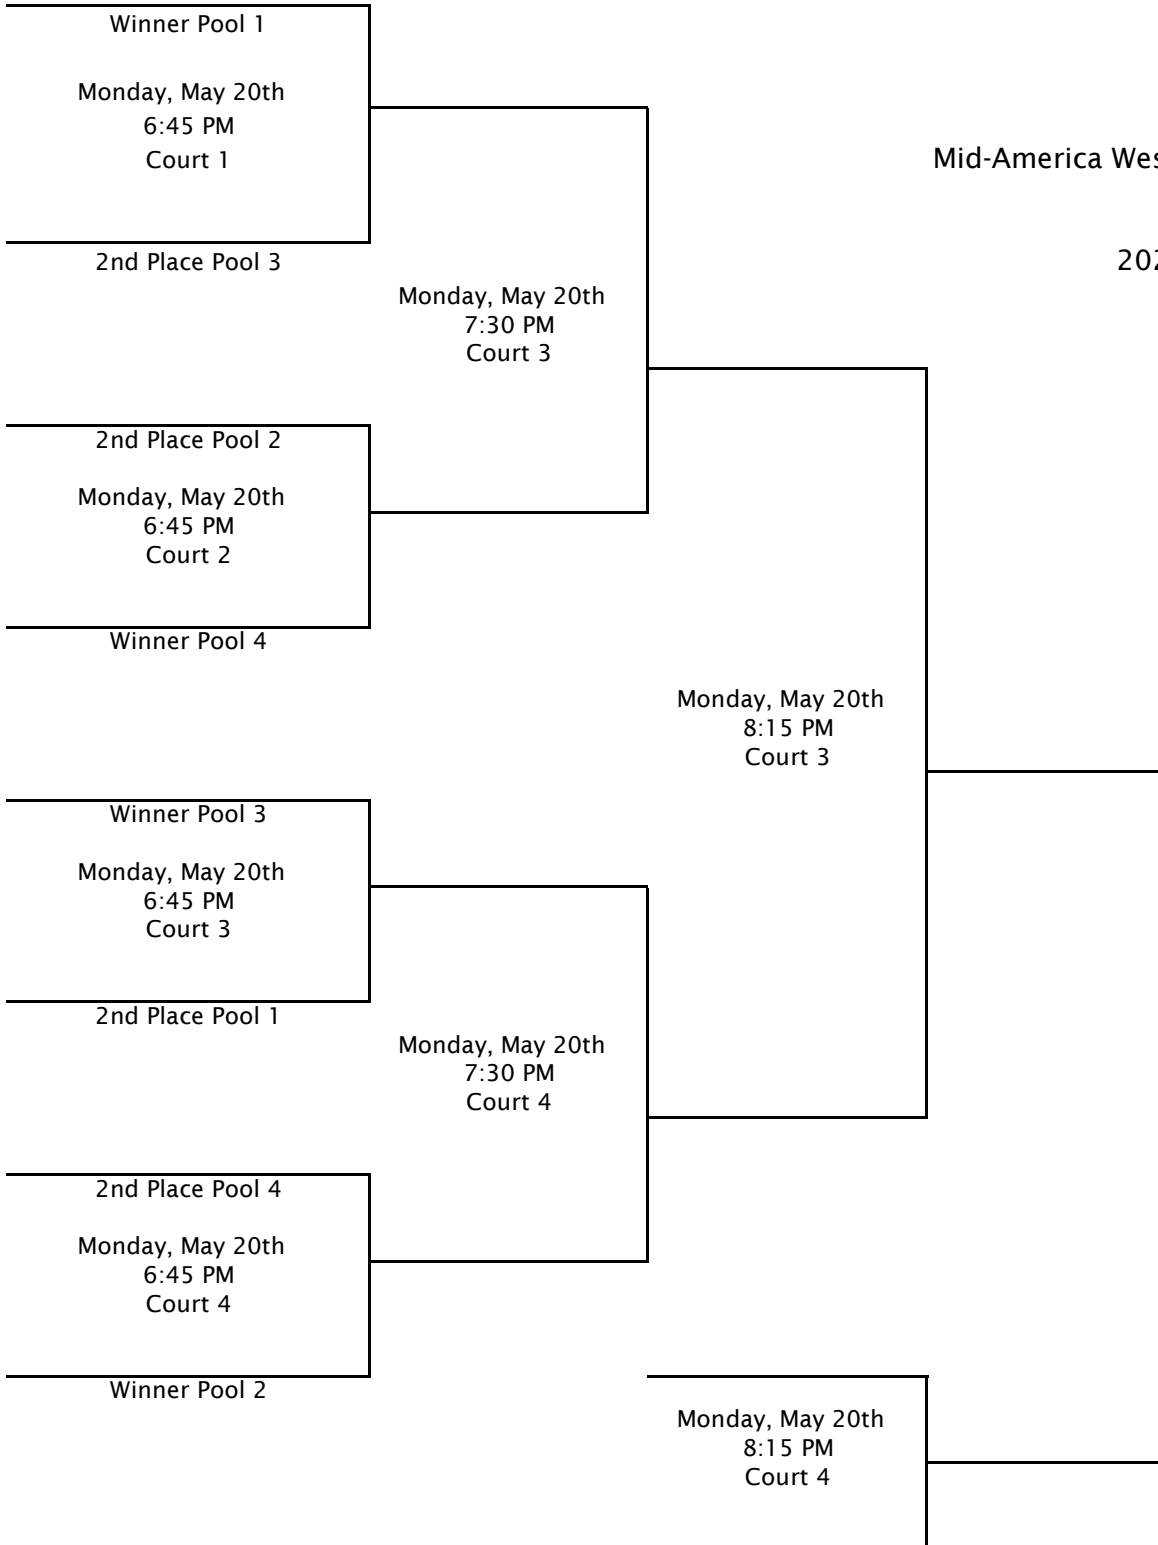 Winner Pool 1
Monday, May 20th
6:45 PM
Court 1
Mid-America Wes
2nd Place Pool 3
202
Monday, May 20th
7:30 PM
Court 3
2nd Place Pool 2
Monday, May 20th
6:45 PM
Court 2
Winner Pool 4
Monday, May 20th
8:15 PM
Court 3
Winner Pool 3
Monday, May 20th
6:45 PM
Court 3
2nd Place Pool 1
Monday, May 20th
7:30 PM
Court 4
2nd Place Pool 4
Monday, May 20th
6:45 PM
Court 4
Winner Pool 2
Monday, May 20th
8:15 PM
Court 4